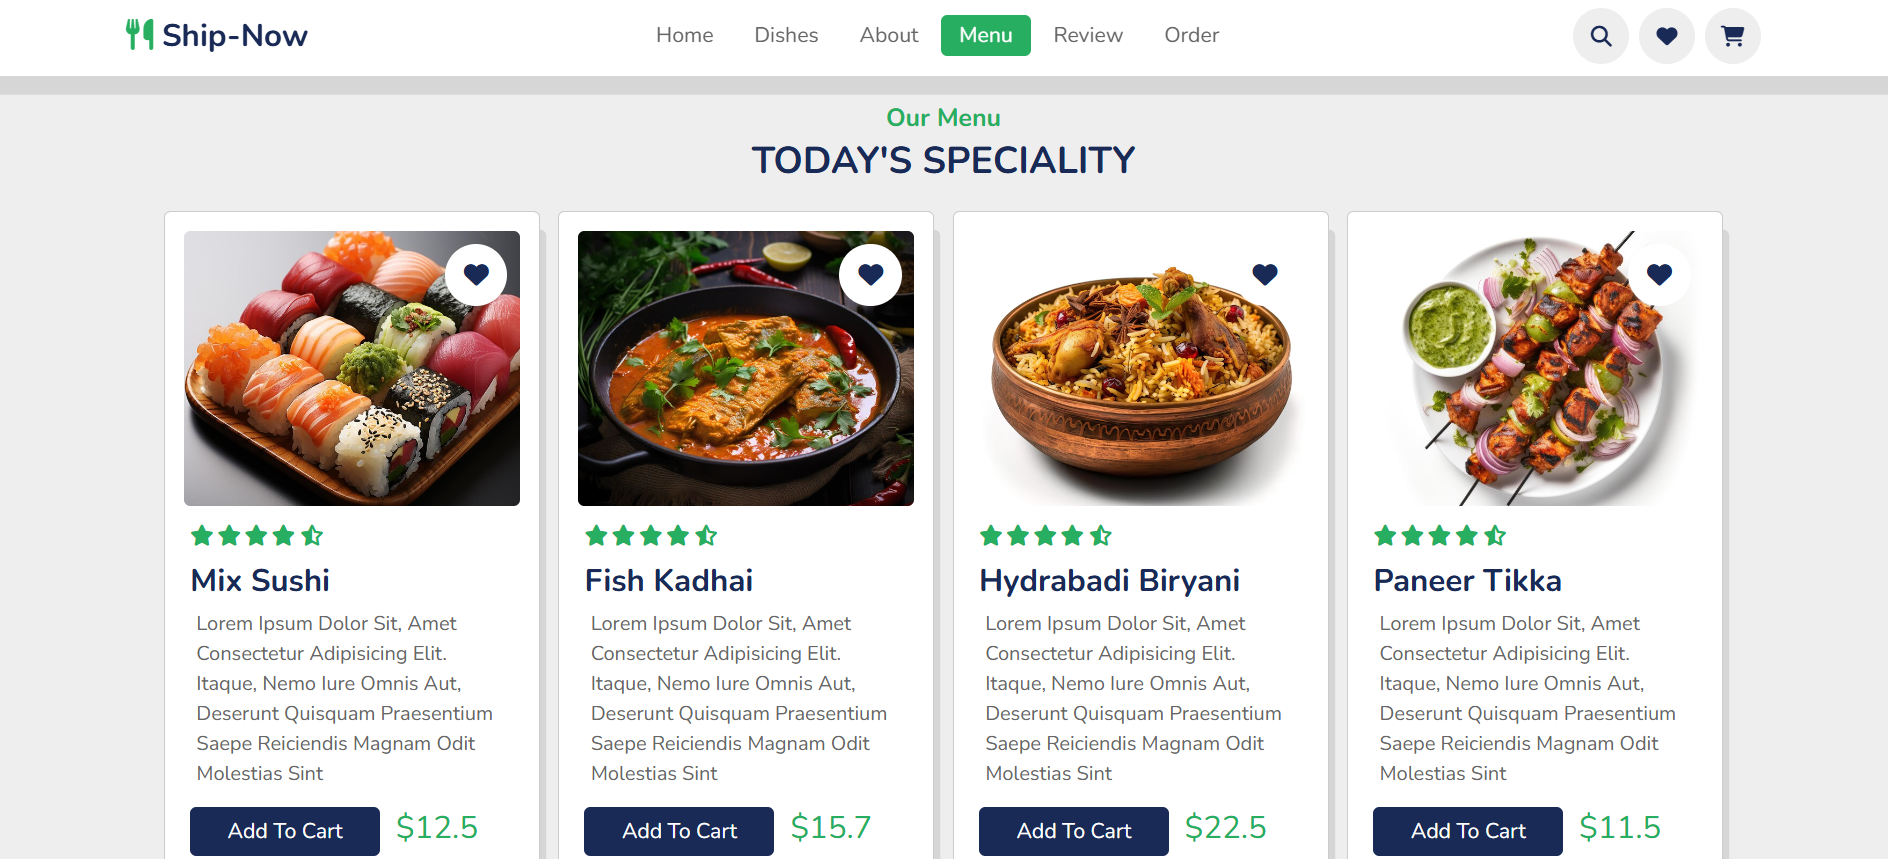 Ship-Now
Home Dishes About Menu Review Order
Our Menu
TODAY'S SPECIALITY
Mix Sushi
Lorem Ipsum Dolor Sit, Amet
Consectetur Adipisicing Elit.
Itaque, Nemo Iure Omnis Aut,
Deserunt Quisquam Praesentium
Saepe Reiciendis Magnam Odit
Molestias Sint
Add To Cart $12.5
Fish Kadhai
Lorem Ipsum Dolor Sit, Amet
Consectetur Adipisicing Elit.
Itaque, Nemo Iure Omnis Aut,
Deserunt Quisquam Praesentium
Saepe Reiciendis Magnam Odit
Molestias Sint
Add To Cart $15.7
Hydrabadi Biryani
Lorem Ipsum Dolor Sit, Amet
Consectetur Adipisicing Elit.
Itaque, Nemo Iure Omnis Aut,
Deserunt Quisquam Praesentium
Saepe Reiciendis Magnam Odit
Molestias Sint
Add To Cart $22.5
Paneer Tikka
Lorem Ipsum Dolor Sit, Amet
Consectetur Adipisicing Elit.
Itaque, Nemo Iure Omnis Aut,
Deserunt Quisquam Praesentium
Saepe Reiciendis Magnam Odit
Molestias Sint
Add To Cart $11.5